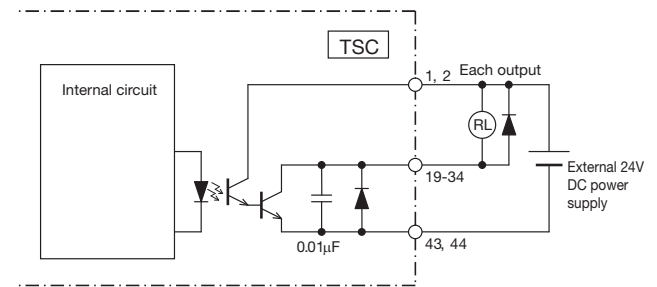 TSC
Internal circuit
1, 2
Each output
RL
19-34
External 24V
DC power
supply
0.01μF
43, 44